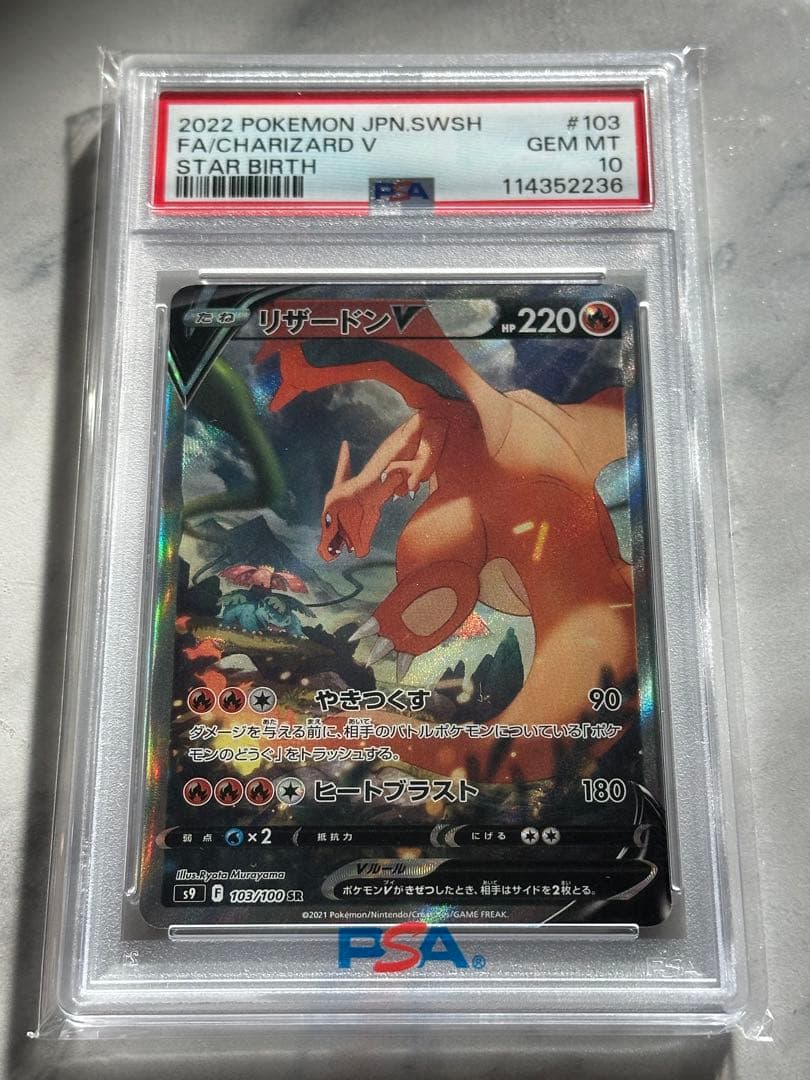 2022 POKEMON JPN.SWSH #103
FA/CHARIZARD V GEM MT
STAR BIRTH 10
PSA 114352236
たね リザードンV HP 220
やきつくす 90
ダメージを与える前に、相手のバトルポケモンについている「ポケ
モンのどうぐ」をトラッシュする。
ヒートブラスト 180
弱点 ×2 抵抗力 にげる
Illus.Ryota Murayama
Vルール
ポケモンVがきぜつしたとき、相手はサイドを2枚とる。
s9 F 103/100 SR
©2021 Pokémon/Nintendo/Creatures/GAME FREAK.
PSA®